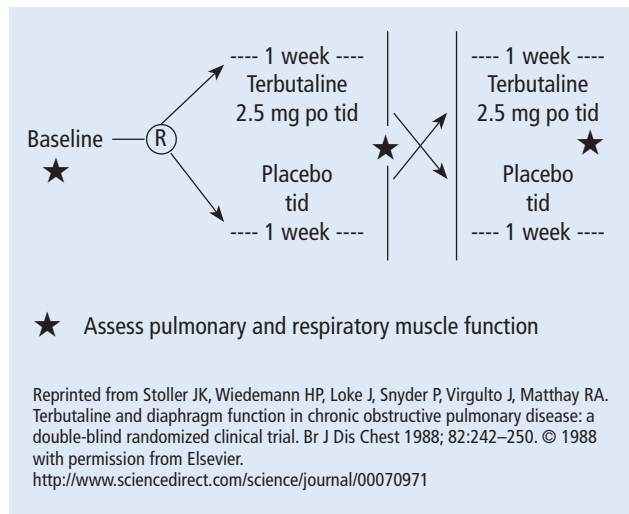 ---- 1 week ----
Terbutaline
2.5 mg po tid
---- 1 week ----
Terbutaline
2.5 mg po tid
Baseline
R
Placebo
tid
---- 1 week ----
Placebo
tid
---- 1 week ----
★ Assess pulmonary and respiratory muscle function
Reprinted from Stoller JK, Wiedemann HP, Loke J, Snyder P, Virgulto J, Matthay RA.
Terbutaline and diaphragm function in chronic obstructive pulmonary disease: a
double-blind randomized clinical trial. Br J Dis Chest 1988; 82:242–250. © 1988
with permission from Elsevier.
http://www.sciencedirect.com/science/journal/00070971